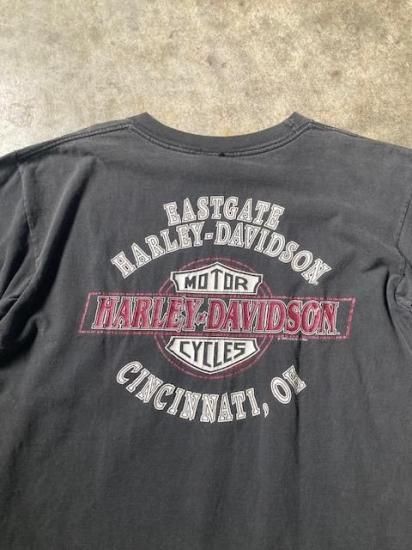 EASTGATE
HARLEY-DAVIDSON
MOTOR
HARLEY-DAVIDSON
CYCLES
CINCINNATI, OH